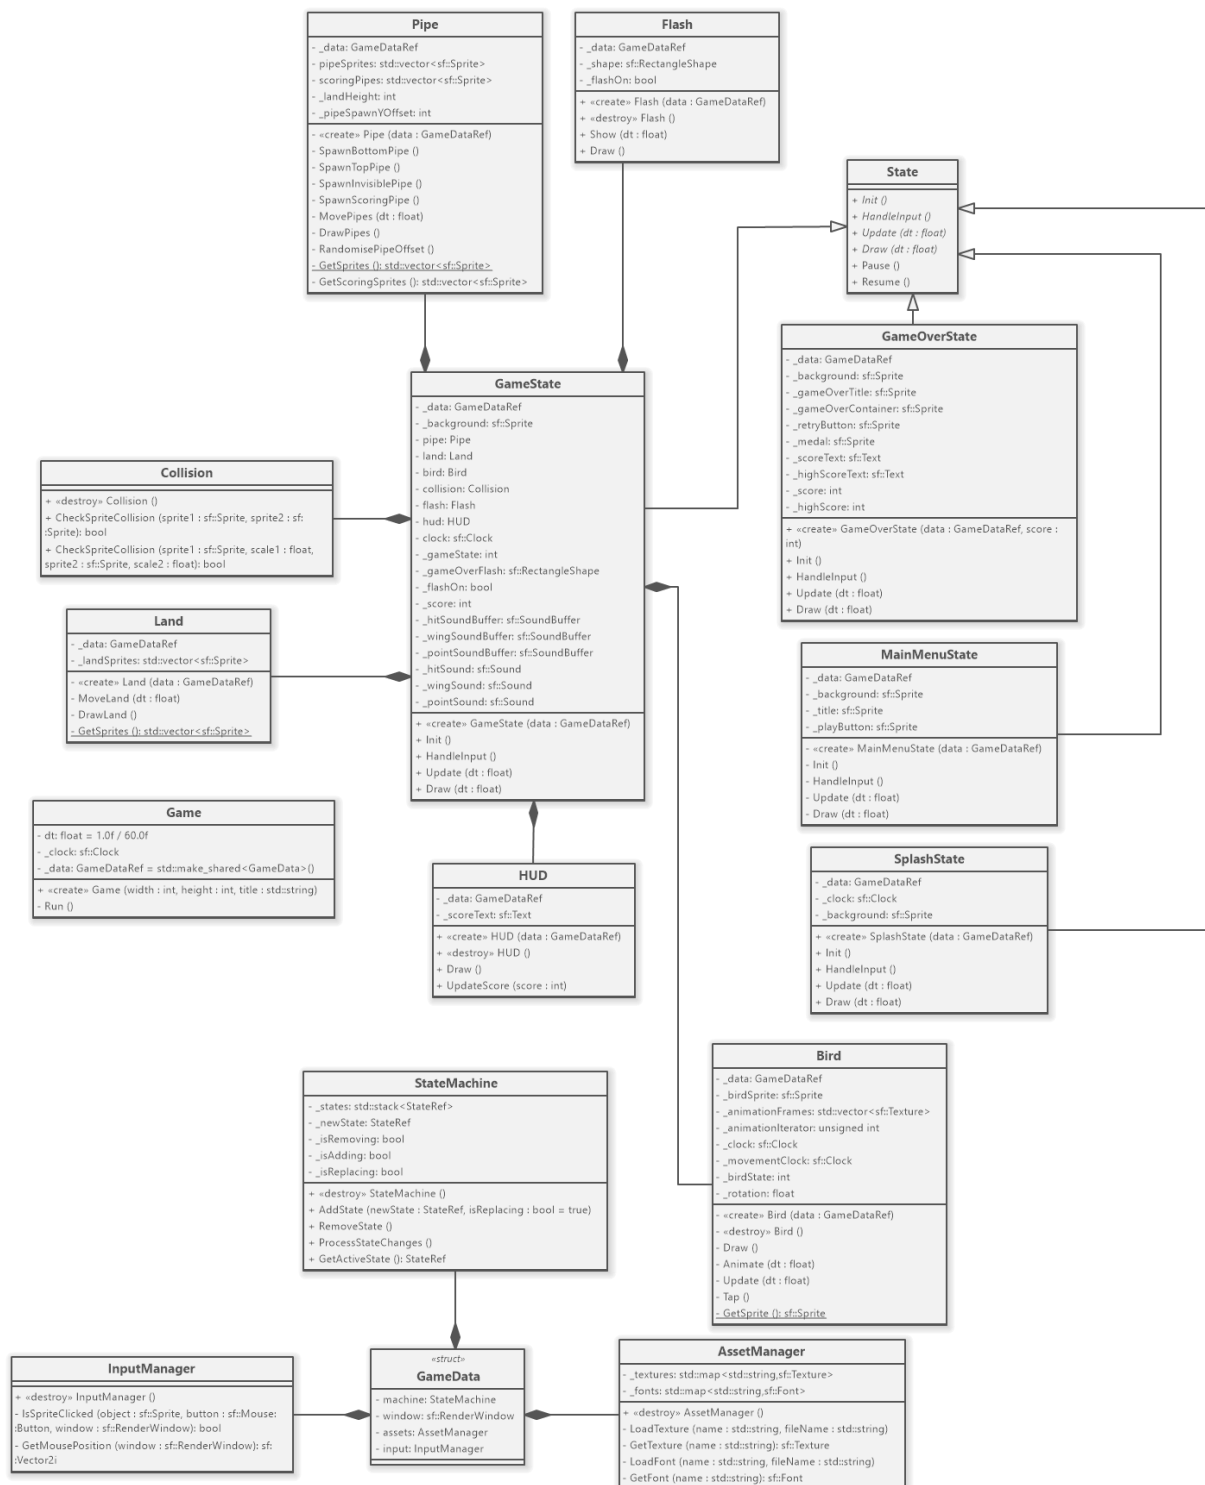 Pipe
- _data: GameDataRef
- pipeSprites: std::vector<sf::Sprite>
- scoringPipes: std::vector<sf::Sprite>
- _landHeight: int
- _pipeSpawnYOffset: int
- «create» Pipe (data : GameDataRef)
- SpawnBottomPipe ()
- SpawnTopPipe ()
- SpawnInvisiblePipe ()
- SpawnScoringPipe ()
- MovePipes (dt : float)
- DrawPipes ()
- RandomisePipeOffset ()
- GetSprites (): std::vector<sf::Sprite>
- GetScoringSprites (): std::vector<sf::Sprite>
Flash
- _data: GameDataRef
- _shape: sf::RectangleShape
- _flashOn: bool
+ «create» Flash (data : GameDataRef)
+ «destroy» Flash ()
+ Show (dt : float)
+ Draw ()
State
+ Init ()
+ HandleInput ()
+ Update (dt : float)
+ Draw (dt : float)
+ Pause ()
+ Resume ()
GameOverState
- _data: GameDataRef
- _background: sf::Sprite
- _gameOverTitle: sf::Sprite
- _gameOverContainer: sf::Sprite
- _retryButton: sf::Sprite
- _medal: sf::Sprite
- _scoreText: sf::Text
- _highScoreText: sf::Text
- _score: int
- _highScore: int
+ «create» GameOverState (data : GameDataRef, score :
int)
+ Init ()
+ HandleInput ()
+ Update (dt : float)
+ Draw (dt : float)
GameState
- _data: GameDataRef
- _background: sf::Sprite
- pipe: Pipe
- land: Land
- bird: Bird
- collision: Collision
- flash: Flash
- hud: HUD
- clock: sf::Clock
- _gameState: int
- _gameOverFlash: sf::RectangleShape
- _flashOn: bool
- _score: int
- _hitSoundBuffer: sf::SoundBuffer
- _wingSoundBuffer: sf::SoundBuffer
- _pointSoundBuffer: sf::SoundBuffer
- _hitSound: sf::Sound
- _wingSound: sf::Sound
- _pointSound: sf::Sound
+ «create» GameState (data : GameDataRef)
+ Init ()
+ HandleInput ()
+ Update (dt : float)
+ Draw (dt : float)
Collision
+ «destroy» Collision ()
+ CheckSpriteCollision (sprite1 : sf::Sprite, sprite2 : sf:
:Sprite): bool
+ CheckSpriteCollision (sprite1 : sf::Sprite, scale1 : float,
sprite2 : sf::Sprite, scale2 : float): bool
Land
- _data: GameDataRef
- _landSprites: std::vector<sf::Sprite>
- «create» Land (data : GameDataRef)
- MoveLand (dt : float)
- DrawLand ()
- GetSprites (): std::vector<sf::Sprite>
MainMenuState
- _data: GameDataRef
- _background: sf::Sprite
- _title: sf::Sprite
- _playButton: sf::Sprite
- «create» MainMenuState (data : GameDataRef)
- Init ()
- HandleInput ()
- Update (dt : float)
- Draw (dt : float)
Game
- dt: float = 1.0f / 60.0f
- _clock: sf::Clock
- _data: GameDataRef = std::make_shared<GameData>()
+ «create» Game (width : int, height : int, title : std::string)
- Run ()
HUD
- _data: GameDataRef
- _scoreText: sf::Text
+ «create» HUD (data : GameDataRef)
+ «destroy» HUD ()
+ Draw ()
+ UpdateScore (score : int)
SplashState
- _data: GameDataRef
- _clock: sf::Clock
- _background: sf::Sprite
+ «create» SplashState (data : GameDataRef)
+ Init ()
+ HandleInput ()
+ Update (dt : float)
+ Draw (dt : float)
Bird
- _data: GameDataRef
- _birdSprite: sf::Sprite
- _animationFrames: std::vector<sf::Texture>
- _animationIterator: unsigned int
- _clock: sf::Clock
- _movementClock: sf::Clock
- _birdState: int
- _rotation: float
- «create» Bird (data : GameDataRef)
- «destroy» Bird ()
- Draw ()
- Animate (dt : float)
- Update (dt : float)
- Tap ()
- GetSprite (): sf::Sprite
StateMachine
- _states: std::stack<StateRef>
- _newState: StateRef
- _isRemoving: bool
- _isAdding: bool
- _isReplacing: bool
+ «destroy» StateMachine ()
+ AddState (newState : StateRef, isReplacing : bool = true)
+ RemoveState ()
+ ProcessStateChanges ()
+ GetActiveState (): StateRef
InputManager
+ «destroy» InputManager ()
- IsSpriteClicked (object : sf::Sprite, button : sf::Mouse:
:Button, window : sf::RenderWindow): bool
- GetMousePosition (window : sf::RenderWindow): sf:
:Vector2i
«struct»
GameData
- machine: StateMachine
- window: sf::RenderWindow
- assets: AssetManager
- input: InputManager
AssetManager
- _textures: std::map<std::string,sf::Texture>
- _fonts: std::map<std::string,sf::Font>
+ «destroy» AssetManager ()
- LoadTexture (name : std::string, fileName : std::string)
- GetTexture (name : std::string): sf::Texture
- LoadFont (name : std::string, fileName : std::string)
- GetFont (name : std::string): sf::Font